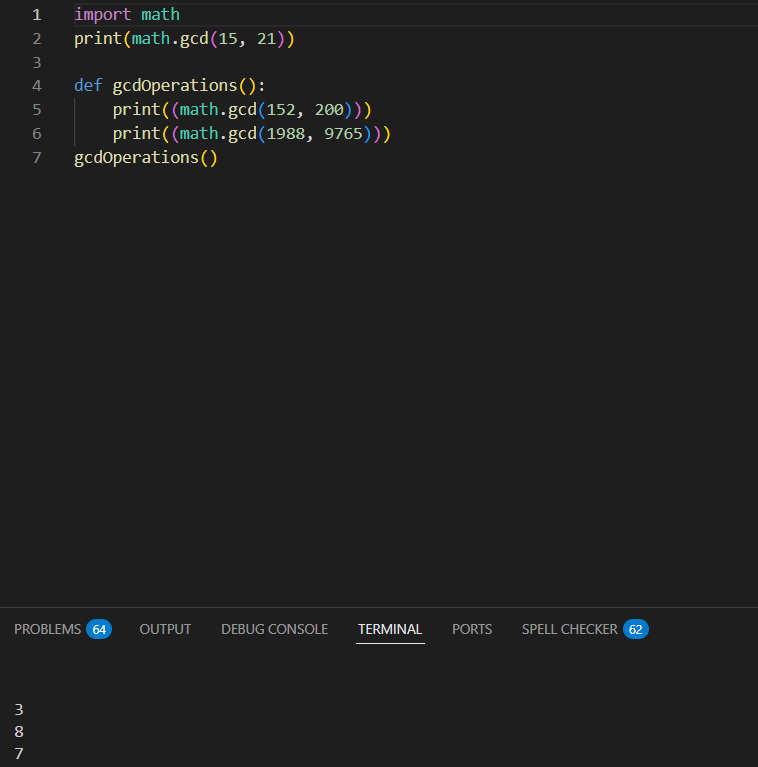 1 import math
2 print(math.gcd(15, 21))
3
4 def gcdOperations():
5     print((math.gcd(152, 200)))
6     print((math.gcd(1988, 9765)))
7 gcdOperations()
PROBLEMS 64 OUTPUT DEBUG CONSOLE TERMINAL PORTS SPELL CHECKER 62
3
8
7